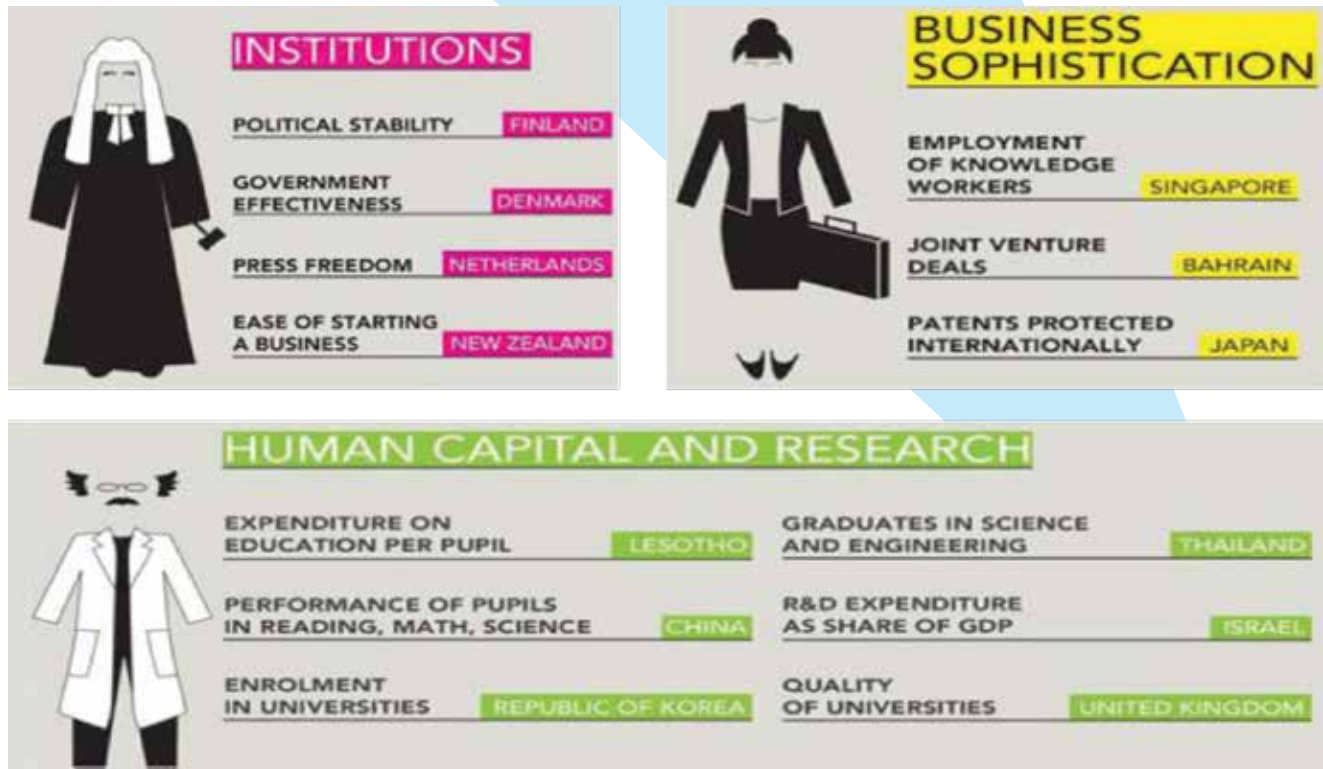 INSTITUTIONS
POLITICAL STABILITY FINLAND
GOVERNMENT
EFFECTIVENESS DENMARK
PRESS FREEDOM NETHERLANDS
EASE OF STARTING
A BUSINESS NEW ZEALAND
BUSINESS
SOPHISTICATION
EMPLOYMENT
OF KNOWLEDGE
WORKERS SINGAPORE
JOINT VENTURE
DEALS BAHRAIN
PATENTS PROTECTED
INTERNATIONALLY JAPAN
HUMAN CAPITAL AND RESEARCH
EXPENDITURE ON
EDUCATION PER PUPIL LESOTHO
PERFORMANCE OF PUPILS
IN READING, MATH, SCIENCE CHINA
ENROLMENT
IN UNIVERSITIES REPUBLIC OF KOREA
GRADUATES IN SCIENCE
AND ENGINEERING THAILAND
R&D EXPENDITURE
AS SHARE OF GDP ISRAEL
QUALITY
OF UNIVERSITIES UNITED KINGDOM